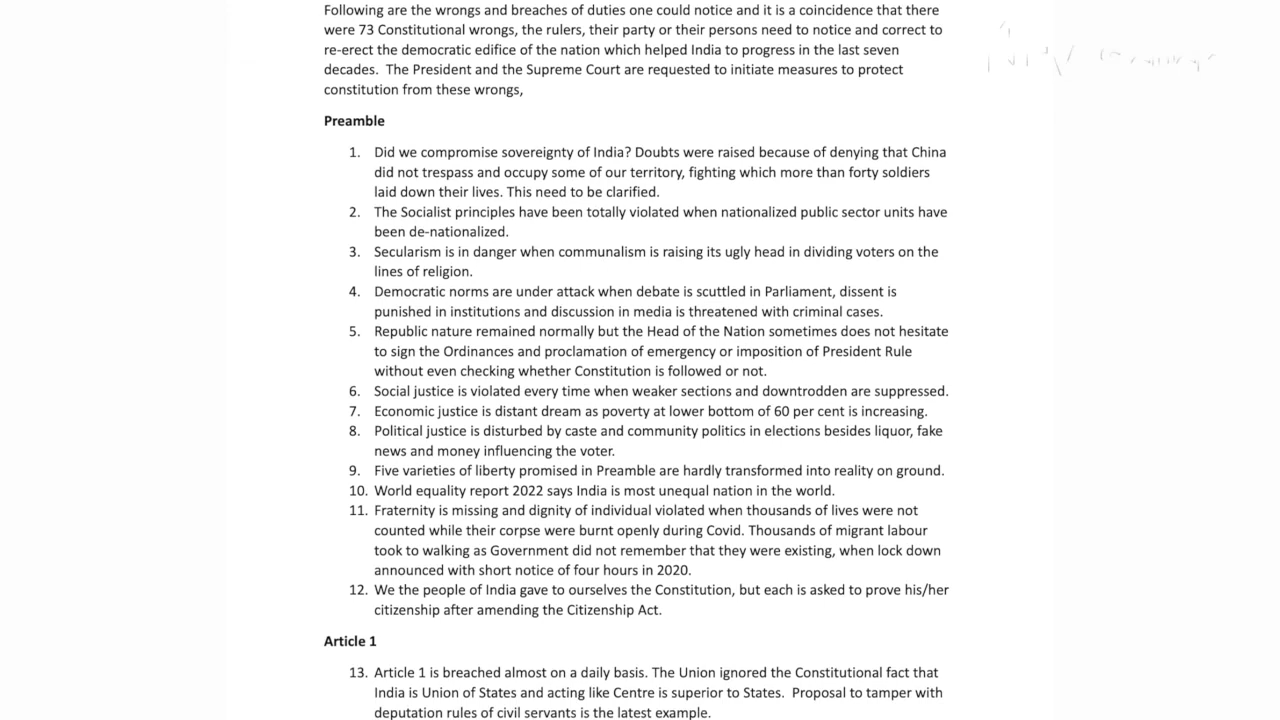 Following are the wrongs and breaches of duties one could notice and it is a coincidence that there
were 73 Constitutional wrongs, the rulers, their party or their persons need to notice and correct to
re-erect the democratic edifice of the nation which helped India to progress in the last seven
decades.  The President and the Supreme Court are requested to initiate measures to protect
constitution from these wrongs,
Preamble
1. Did we compromise sovereignty of India? Doubts were raised because of denying that China
did not trespass and occupy some of our territory, fighting which more than forty soldiers
laid down their lives. This need to be clarified.
2. The Socialist principles have been totally violated when nationalized public sector units have
been de-nationalized.
3. Secularism is in danger when communalism is raising its ugly head in dividing voters on the
lines of religion.
4. Democratic norms are under attack when debate is scuttled in Parliament, dissent is
punished in institutions and discussion in media is threatened with criminal cases.
5. Republic nature remained normally but the Head of the Nation sometimes does not hesitate
to sign the Ordinances and proclamation of emergency or imposition of President Rule
without even checking whether Constitution is followed or not.
6. Social justice is violated every time when weaker sections and downtrodden are suppressed.
7. Economic justice is distant dream as poverty at lower bottom of 60 per cent is increasing.
8. Political justice is disturbed by caste and community politics in elections besides liquor, fake
news and money influencing the voter.
9. Five varieties of liberty promised in Preamble are hardly transformed into reality on ground.
10. World equality report 2022 says India is most unequal nation in the world.
11. Fraternity is missing and dignity of individual violated when thousands of lives were not
counted while their corpse were burnt openly during Covid. Thousands of migrant labour
took to walking as Government did not remember that they were existing, when lock down
announced with short notice of four hours in 2020.
12. We the people of India gave to ourselves the Constitution, but each is asked to prove his/her
citizenship after amending the Citizenship Act.
Article 1
13. Article 1 is breached almost on a daily basis. The Union ignored the Constitutional fact that
India is Union of States and acting like Centre is superior to States.  Proposal to tamper with
deputation rules of civil servants is the latest example.